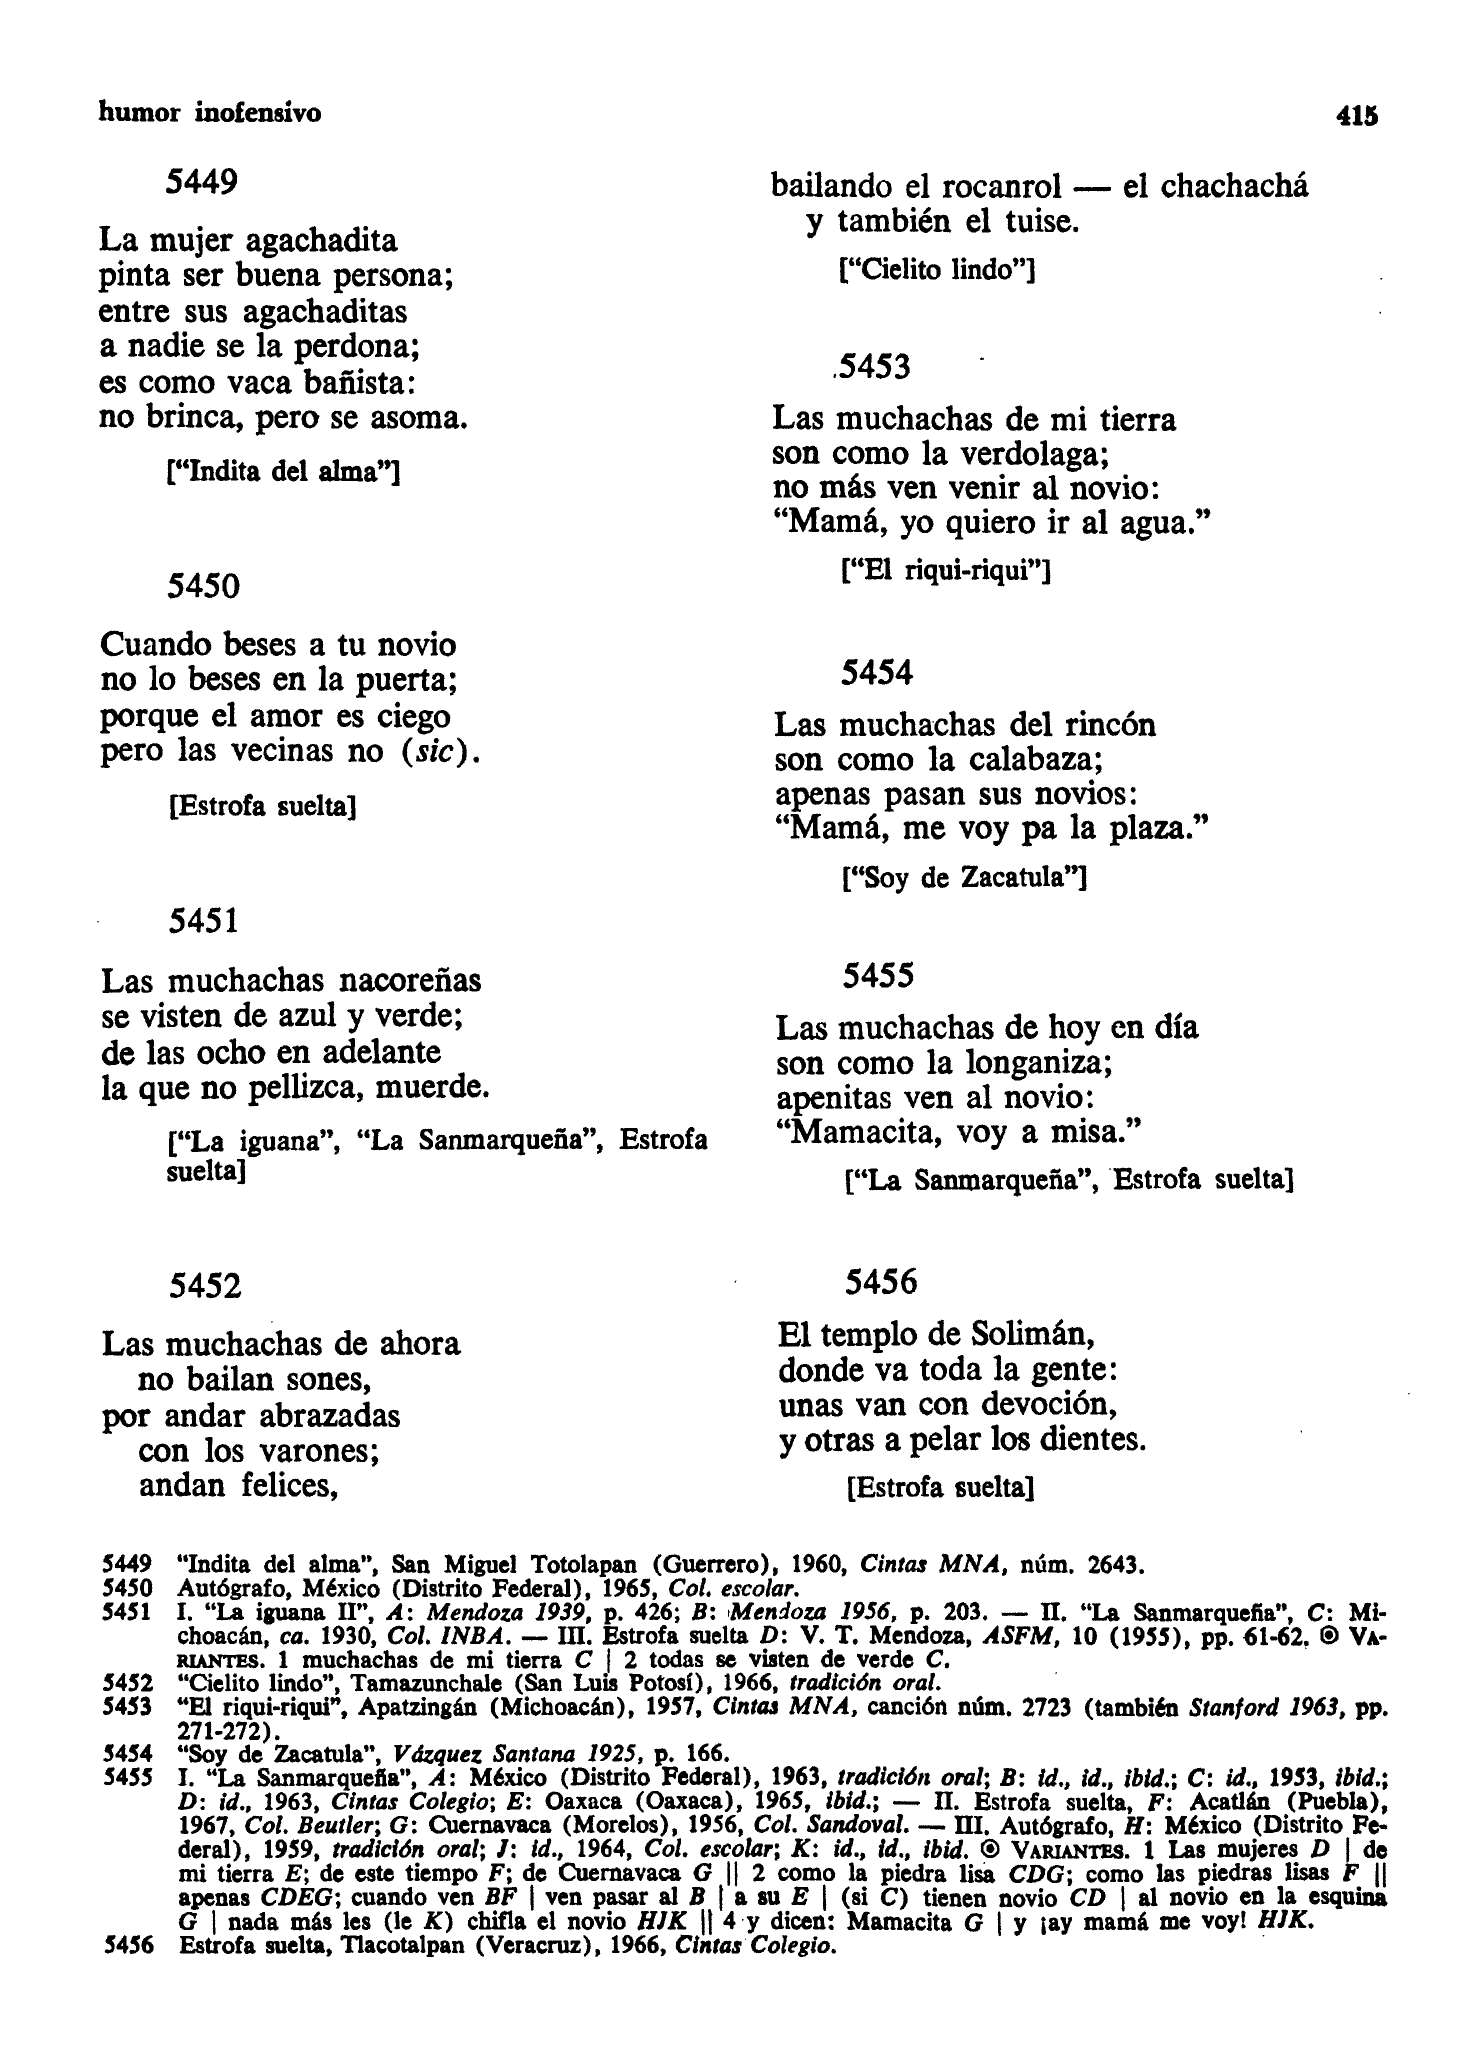 humor inofensivo
415
5449
La mujer agachadita
pinta ser buena persona;
entre sus agachaditas
a nadie se la perdona;
es como vaca bañista:
no brinca, pero se asoma.
[“Indita del alma”]
5450
Cuando beses a tu novio
no lo beses en la puerta;
porque el amor es ciego
pero las vecinas no (sic).
[Estrofa suelta]
5451
Las muchachas nacoreñas
se visten de azul y verde;
de las ocho en adelante
la que no pellizca, muerde.
[“La iguana”, “La Sanmarqueña”, Estrofa
suelta]
5452
Las muchachas de ahora
no bailan sones,
por andar abrazadas
con los varones;
andan felices,
bailando el rocanrol — el chachachá
y también el tuise.
[“Cielito lindo”]
5453
Las muchachas de mi tierra
son como la verdolaga;
no más ven venir al novio:
“Mamá, yo quiero ir al agua.”
[“El riqui-riqui”]
5454
Las muchachas del rincón
son como la calabaza;
apenas pasan sus novios:
“Mamá, me voy pa la plaza.”
[“Soy de Zacatula”]
5455
Las muchachas de hoy en día
son como la longaniza;
apenitas ven al novio:
“Mamacita, voy a misa.”
[“La Sanmarqueña”, Estrofa suelta]
5456
El templo de Solimán,
donde va toda la gente:
unas van con devoción,
y otras a pelar los dientes.
[Estrofa suelta]
5449 “Indita del alma”, San Miguel Totolapan (Guerrero), 1960, Cintas MNA, núm. 2643.
5450 Autógrafo, México (Distrito Federal), 1965, Col. escolar.
5451 I. “La iguana II”, A: Mendoza 1939, p. 426; B: Mendoza 1956, p. 203. — II. “La Sanmarqueña”, C: Mi-
choacán, ca. 1930, Col. INBA. — III. Estrofa suelta D: V. T. Mendoza, ASFM, 10 (1955), pp. 61-62. ® VA-
RIANTES. 1 muchachas de mi tierra C | 2 todas se visten de verde C.
5452 “Cielito lindo”, Tamazunchale (San Luis Potosí), 1966, tradición oral.
5453 “El riqui-riqui”, Apatzingán (Michoacán), 1957, Cintas MNA, canción núm. 2723 (también Stanford 1963, pp.
271-272).
5454 “Soy de Zacatula”, Vázquez Santana 1925, p. 166.
5455 I. “La Sanmarqueña”, A: México (Distrito Federal), 1963, tradición oral; B: id., id., ibid.; C: id., 1953, ibid.;
D: id., 1963, Cintas Colegio; E: Oaxaca (Oaxaca), 1965, ibid.; — II. Estrofa suelta, F: Acatlán (Puebla),
1967, Col. Beutler; G: Cuernavaca (Morelos), 1956, Col. Sandoval. — III. Autógrafo, H: México (Distrito Fe-
deral), 1959, tradición oral; J: id., 1964, Col. escolar; K: id., id., ibid. ® VARIANTES. 1 Las mujeres D | de
mi tierra E; de este tiempo F; de Cuernavaca G || 2 como la piedra lisa CDG; como las piedras lisas F ||
apenas CDEG; cuando ven BF | ven pasar al B | a su E | (si C) tienen novio CD | al novio en la esquina
G | nada más les (le K) chifla el novio HJK || 4 y dicen: Mamacita G | y ¡ay mamá me voy! HJK.
5456 Estrofa suelta, Tlacotalpan (Veracruz), 1966, Cintas Colegio.